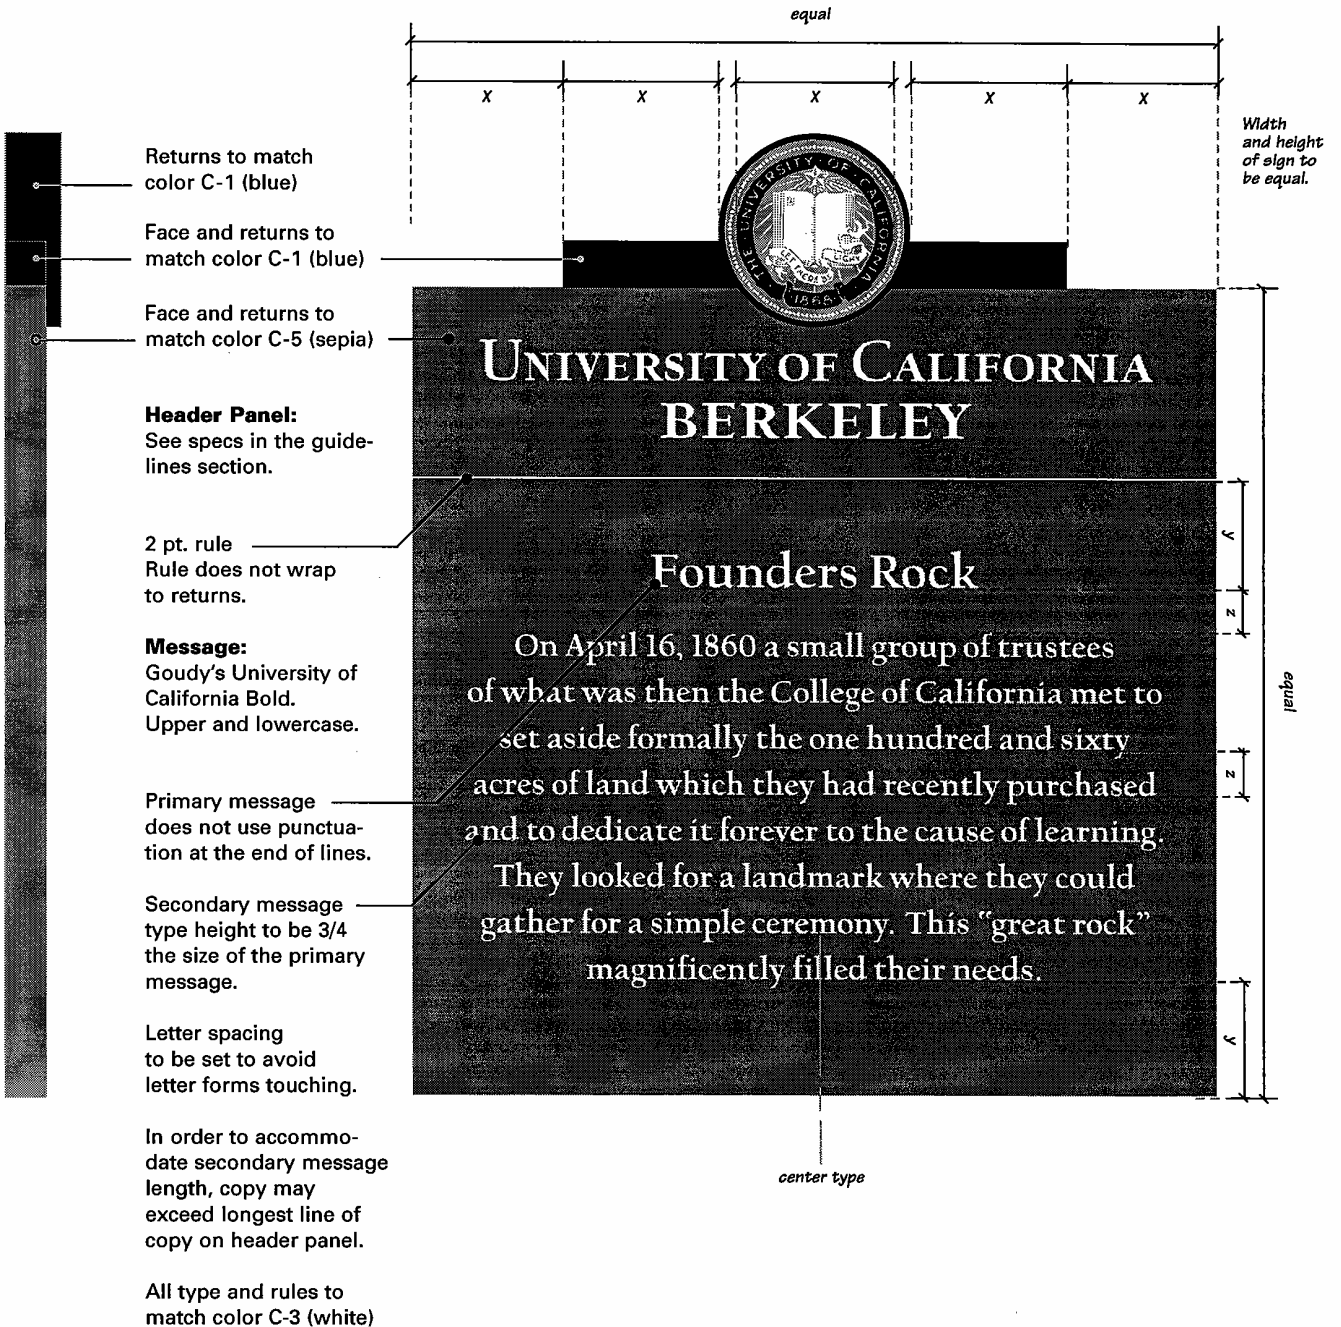 equal
x
x
x
x
x
Width
and height
of sign to
be equal.
Returns to match
color C-1 (blue)
Face and returns to
match color C-1 (blue)
Face and returns to
match color C-5 (sepia)
Header Panel:
See specs in the guide-
lines section.
2 pt. rule
Rule does not wrap
to returns.
Message:
Goudy's University of
California Bold.
Upper and lowercase.
Primary message
does not use punctua-
tion at the end of lines.
Secondary message
type height to be 3/4
the size of the primary
message.
Letter spacing
to be set to avoid
letter forms touching.
In order to accommo-
date secondary message
length, copy may
exceed longest line of
copy on header panel.
All type and rules to
match color C-3 (white)
THE UNIVERSITY OF CALIFORNIA
LET THERE BE
LIGHT
1868
UNIVERSITY OF CALIFORNIA
BERKELEY
Founders Rock
On April 16, 1860 a small group of trustees
of what was then the College of California met to
set aside formally the one hundred and sixty
acres of land which they had recently purchased
and to dedicate it forever to the cause of learning.
They looked for a landmark where they could
gather for a simple ceremony. This "great rock"
magnificently filled their needs.
y
z
z
y
equal
center type